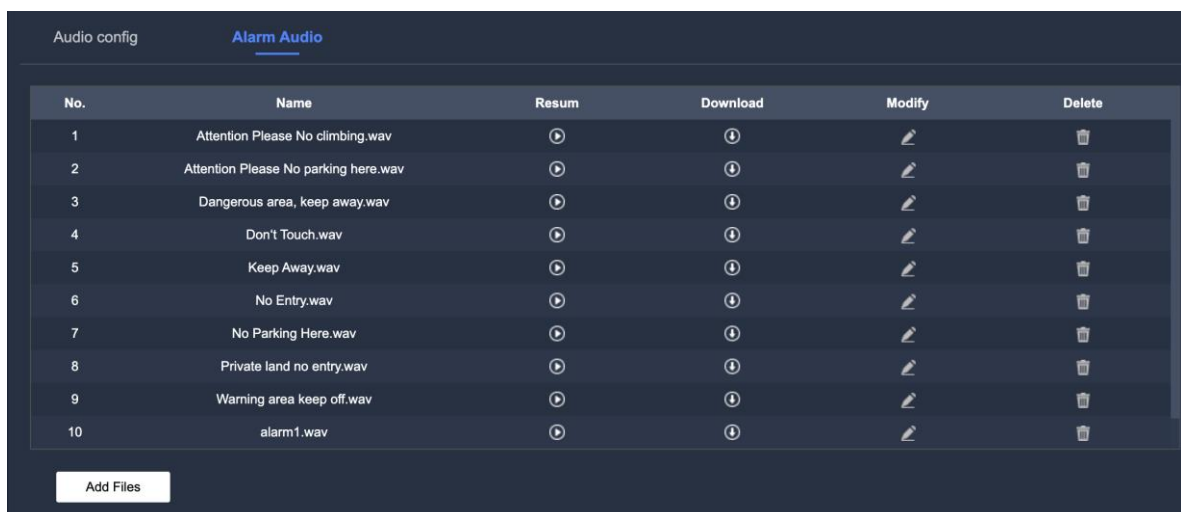 Audio config Alarm Audio
No. Name Resum Download Modify Delete
1 Attention Please No climbing.wav
2 Attention Please No parking here.wav
3 Dangerous area, keep away.wav
4 Don't Touch.wav
5 Keep Away.wav
6 No Entry.wav
7 No Parking Here.wav
8 Private land no entry.wav
9 Warning area keep off.wav
10 alarm1.wav
Add Files